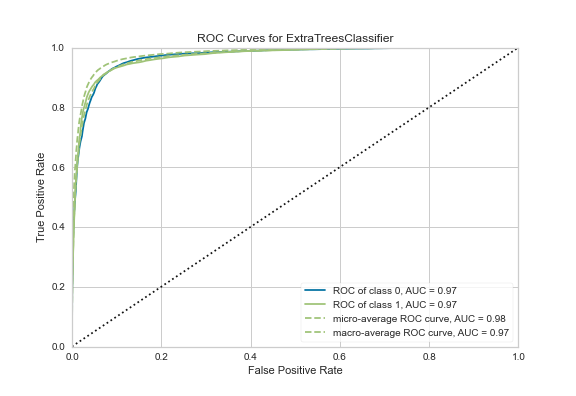 ROC Curves for ExtraTreesClassifier
1.0
0.8
0.6
0.4
0.2
0.0
True Positive Rate
0.0 0.2 0.4 0.6 0.8 1.0
False Positive Rate
ROC of class 0, AUC = 0.97
ROC of class 1, AUC = 0.97
micro-average ROC curve, AUC = 0.98
macro-average ROC curve, AUC = 0.97